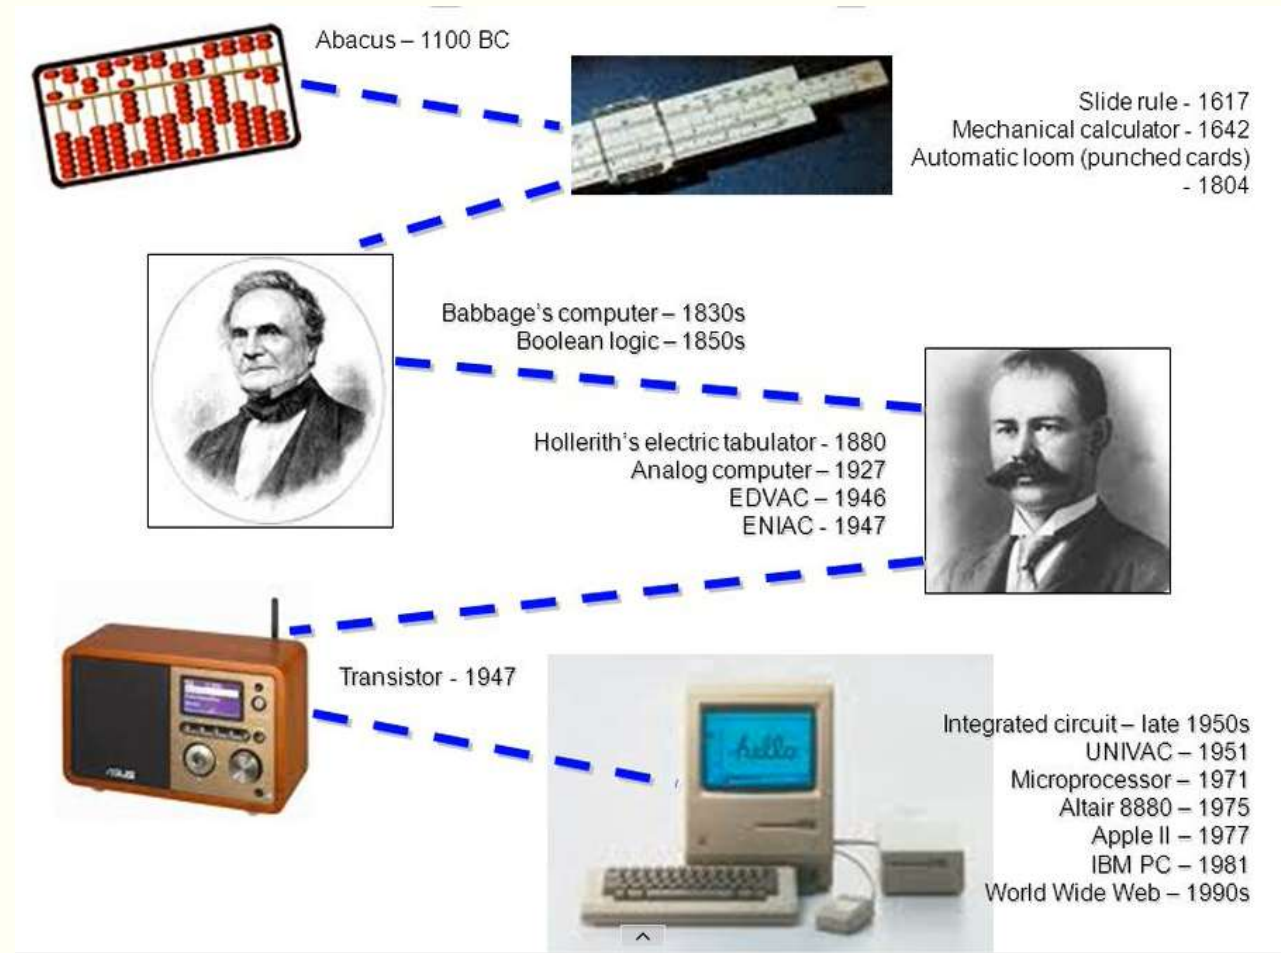 Abacus – 1100 BC
Slide rule - 1617
Mechanical calculator - 1642
Automatic loom (punched cards)
- 1804
Babbage's computer – 1830s
Boolean logic – 1850s
Hollerith's electric tabulator - 1880
Analog computer – 1927
EDVAC – 1946
ENIAC - 1947
Transistor - 1947
ASUS
hello
Integrated circuit – late 1950s
UNIVAC – 1951
Microprocessor – 1971
Altair 8880 – 1975
Apple II – 1977
IBM PC – 1981
World Wide Web – 1990s